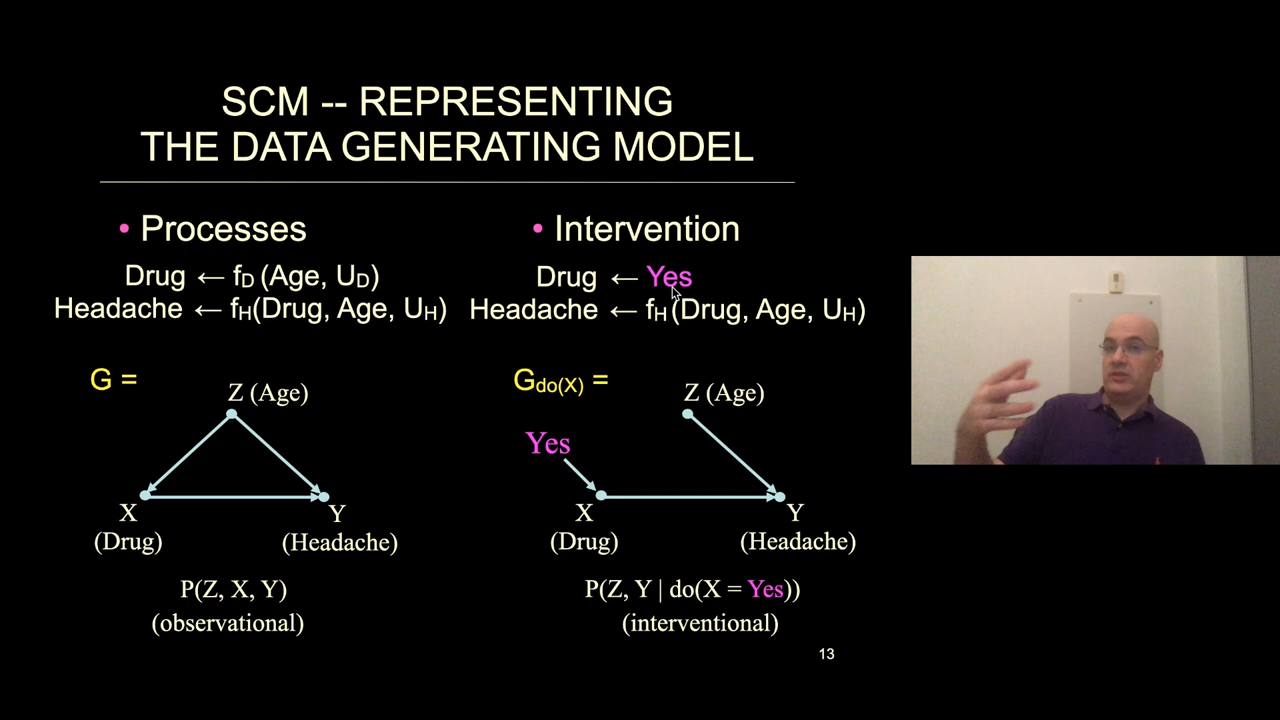 SCM -- REPRESENTING
THE DATA GENERATING MODEL
• Processes
Drug ← fD (Age, UD)
Headache ← fH(Drug, Age, UH)
G =
Z (Age)
X
(Drug)
Y
(Headache)
P(Z, X, Y)
(observational)
• Intervention
Drug ← Yes
Headache ← fH (Drug, Age, UH)
Gdo(X) =
Z (Age)
Yes
X
(Drug)
Y
(Headache)
P(Z, Y | do(X = Yes))
(interventional)
13